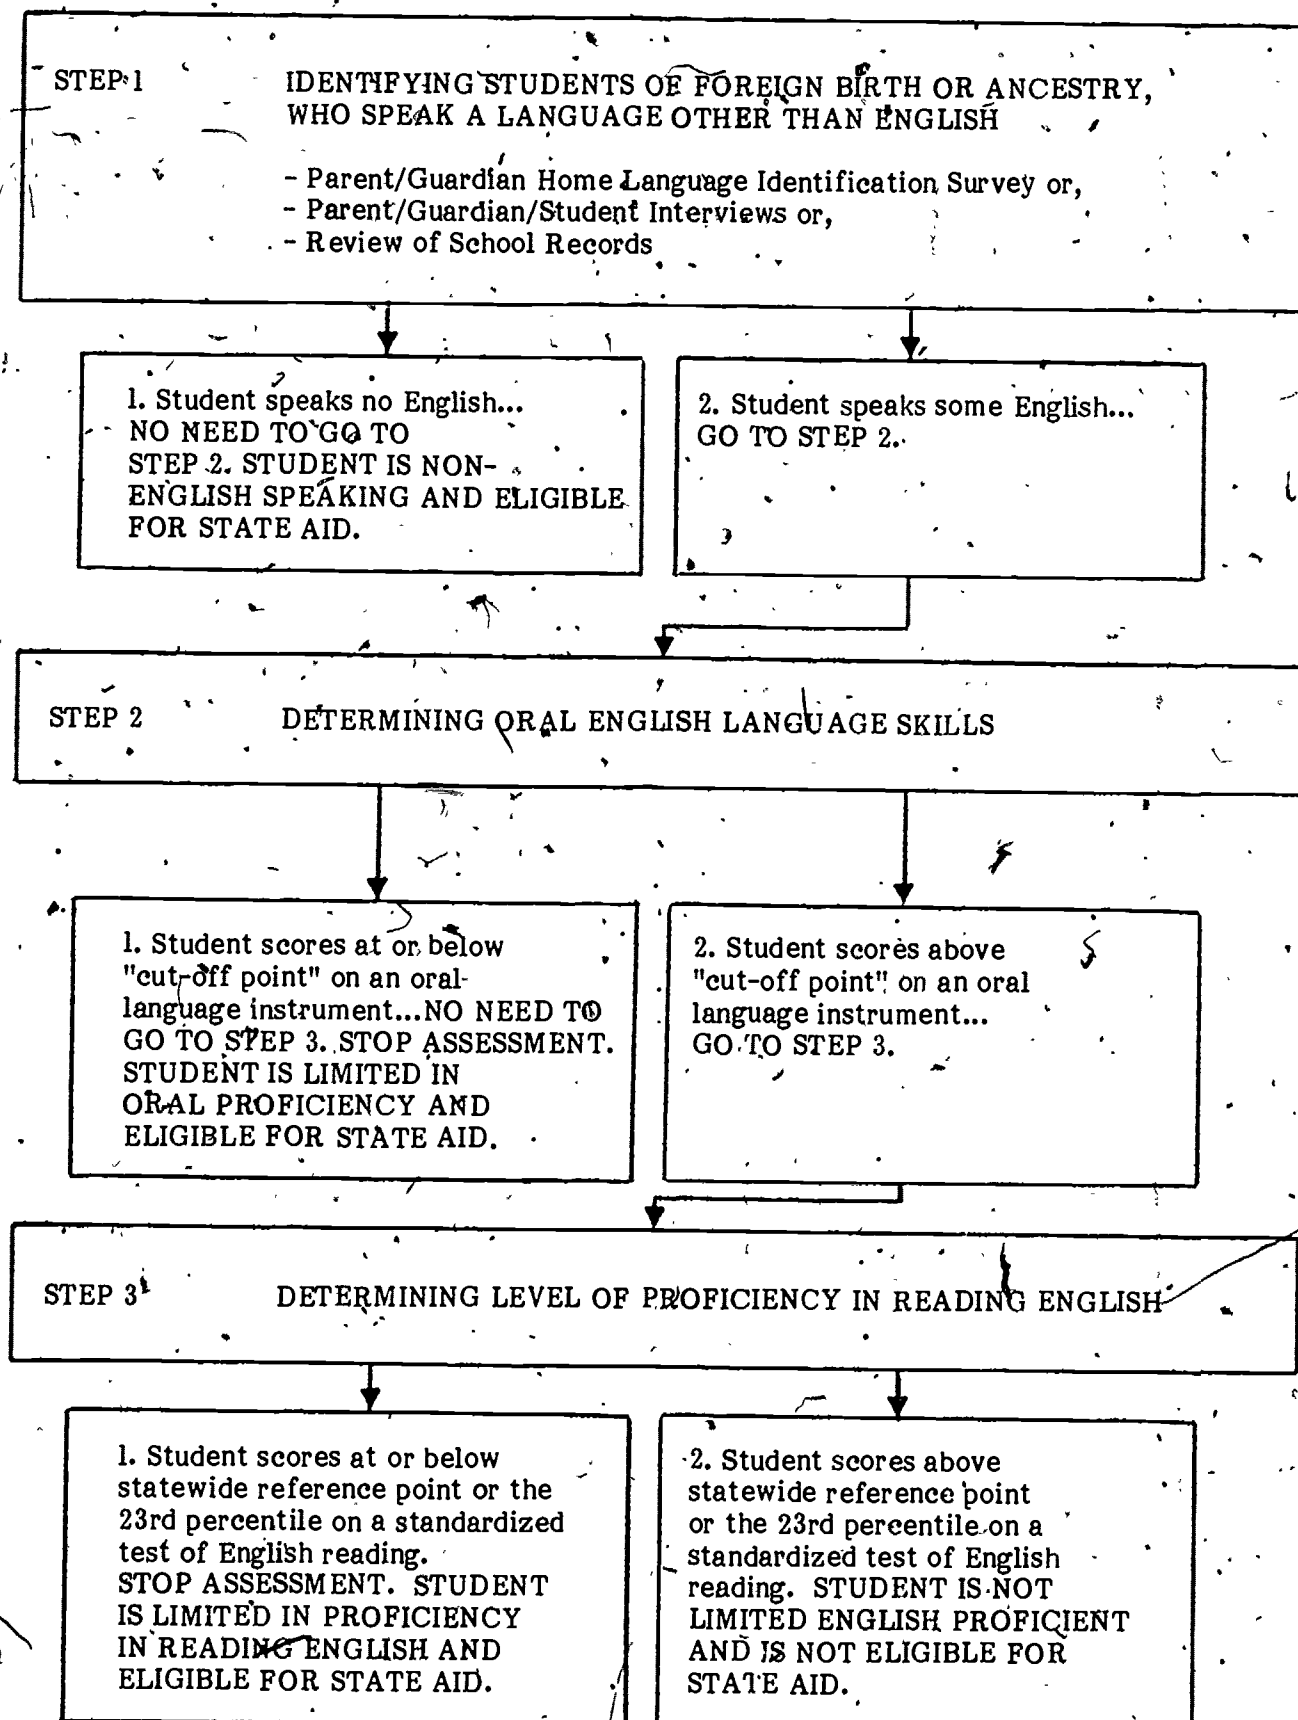 STEP 1
IDENTIFYING STUDENTS OF FOREIGN BIRTH OR ANCESTRY,
WHO SPEAK A LANGUAGE OTHER THAN ENGLISH
- Parent/Guardian Home Language Identification Survey or,
- Parent/Guardian/Student Interviews or,
- Review of School Records
1. Student speaks no English...
NO NEED TO GO TO
STEP 2. STUDENT IS NON-
ENGLISH SPEAKING AND ELIGIBLE
FOR STATE AID.
2. Student speaks some English...
GO TO STEP 2.
STEP 2
DETERMINING ORAL ENGLISH LANGUAGE SKILLS
1. Student scores at or below
"cut-off point" on an oral
language instrument...NO NEED TO
GO TO STEP 3. STOP ASSESSMENT.
STUDENT IS LIMITED IN
ORAL PROFICIENCY AND
ELIGIBLE FOR STATE AID.
2. Student scores above
"cut-off point" on an oral
language instrument...
GO TO STEP 3.
STEP 3
DETERMINING LEVEL OF PROFICIENCY IN READING ENGLISH
1. Student scores at or below
statewide reference point or the
23rd percentile on a standardized
test of English reading.
STOP ASSESSMENT. STUDENT
IS LIMITED IN PROFICIENCY
IN READING ENGLISH AND
ELIGIBLE FOR STATE AID.
2. Student scores above
statewide reference point
or the 23rd percentile on a
standardized test of English
reading. STUDENT IS NOT
LIMITED ENGLISH PROFICIENT
AND IS NOT ELIGIBLE FOR
STATE AID.